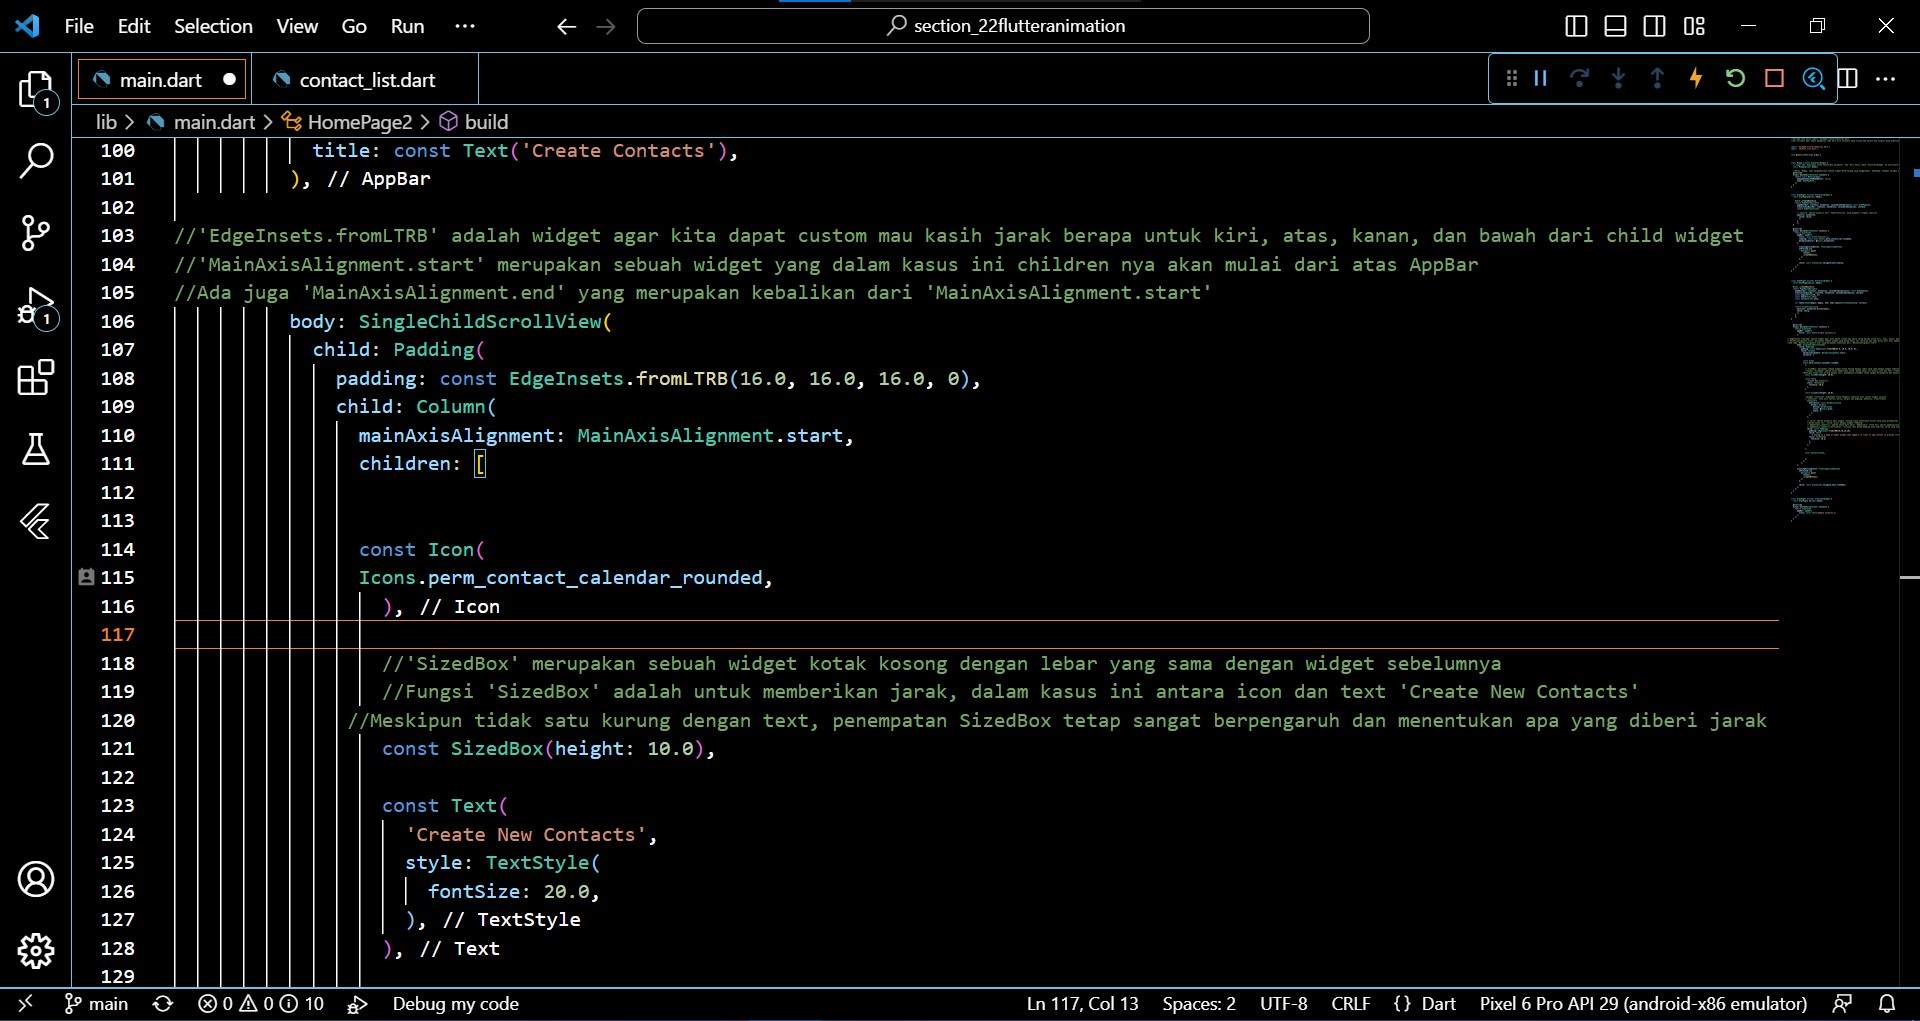 File Edit Selection View Go Run ··· section_22flutteranimation
main.dart contact_list.dart
lib > main.dart > HomePage2 > build
100 title: const Text('Create Contacts'),
101 ), // AppBar
102
103 //'EdgeInsets.fromLTRB' adalah widget agar kita dapat custom mau kasih jarak berapa untuk kiri, atas, kanan, dan bawah dari child widget
104 //'MainAxisAlignment.start' merupakan sebuah widget yang dalam kasus ini children nya akan mulai dari atas AppBar
105 //Ada juga 'MainAxisAlignment.end' yang merupakan kebalikan dari 'MainAxisAlignment.start'
106 body: SingleChildScrollView(
107 child: Padding(
108 padding: const EdgeInsets.fromLTRB(16.0, 16.0, 16.0, 0),
109 child: Column(
110 mainAxisAlignment: MainAxisAlignment.start,
111 children: [
112
113
114 const Icon(
115 Icons.perm_contact_calendar_rounded,
116 ), // Icon
117
118 //'SizedBox' merupakan sebuah widget kotak kosong dengan lebar yang sama dengan widget sebelumnya
119 //Fungsi 'SizedBox' adalah untuk memberikan jarak, dalam kasus ini antara icon dan text 'Create New Contacts'
120 //Meskipun tidak satu kurung dengan text, penempatan SizedBox tetap sangat berpengaruh dan menentukan apa yang diberi jarak
121 const SizedBox(height: 10.0),
122
123 const Text(
124 'Create New Contacts',
125 style: TextStyle(
126 fontSize: 20.0,
127 ), // TextStyle
128 ), // Text
129
1
1
main 0 0 10 Debug my code Ln 117, Col 13 Spaces: 2 UTF-8 CRLF {} Dart Pixel 6 Pro API 29 (android-x86 emulator)